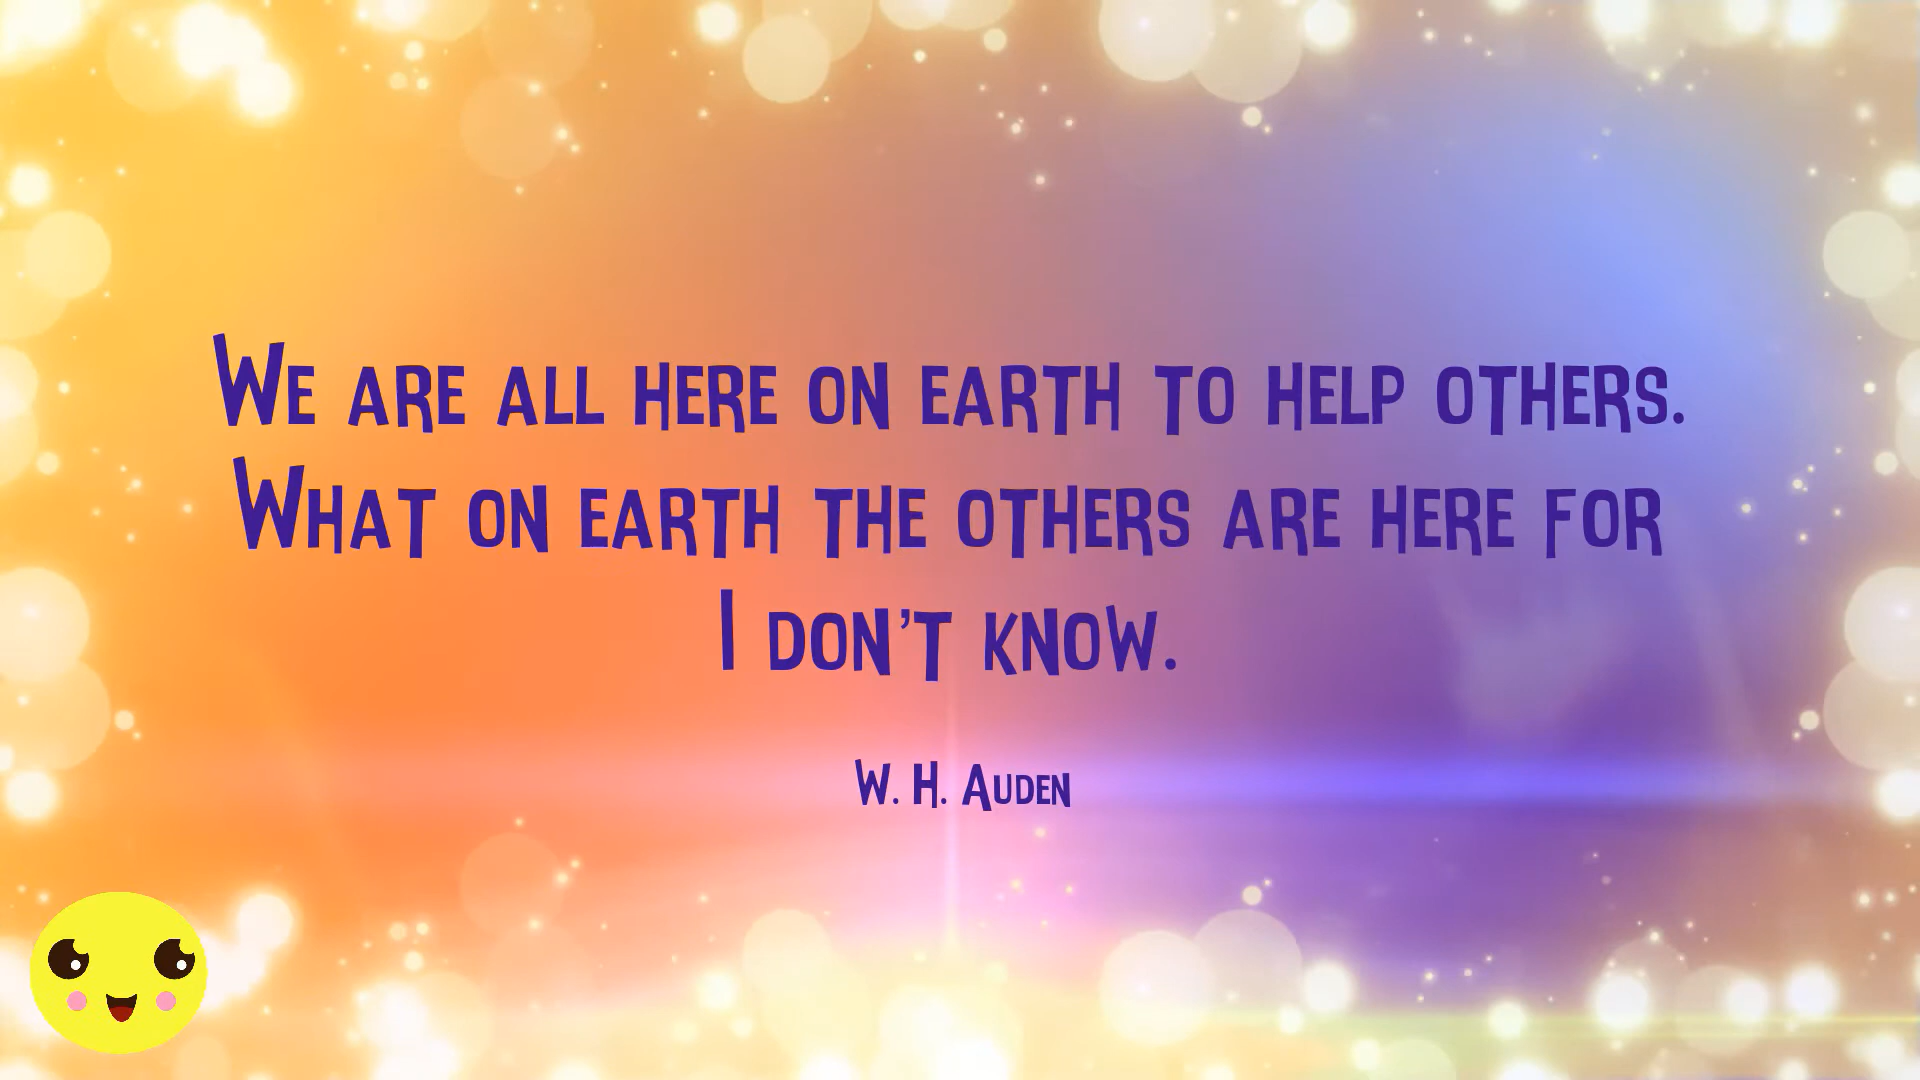 We are all here on earth to help others.
What on earth the others are here for
I don't know.
W. H. Auden